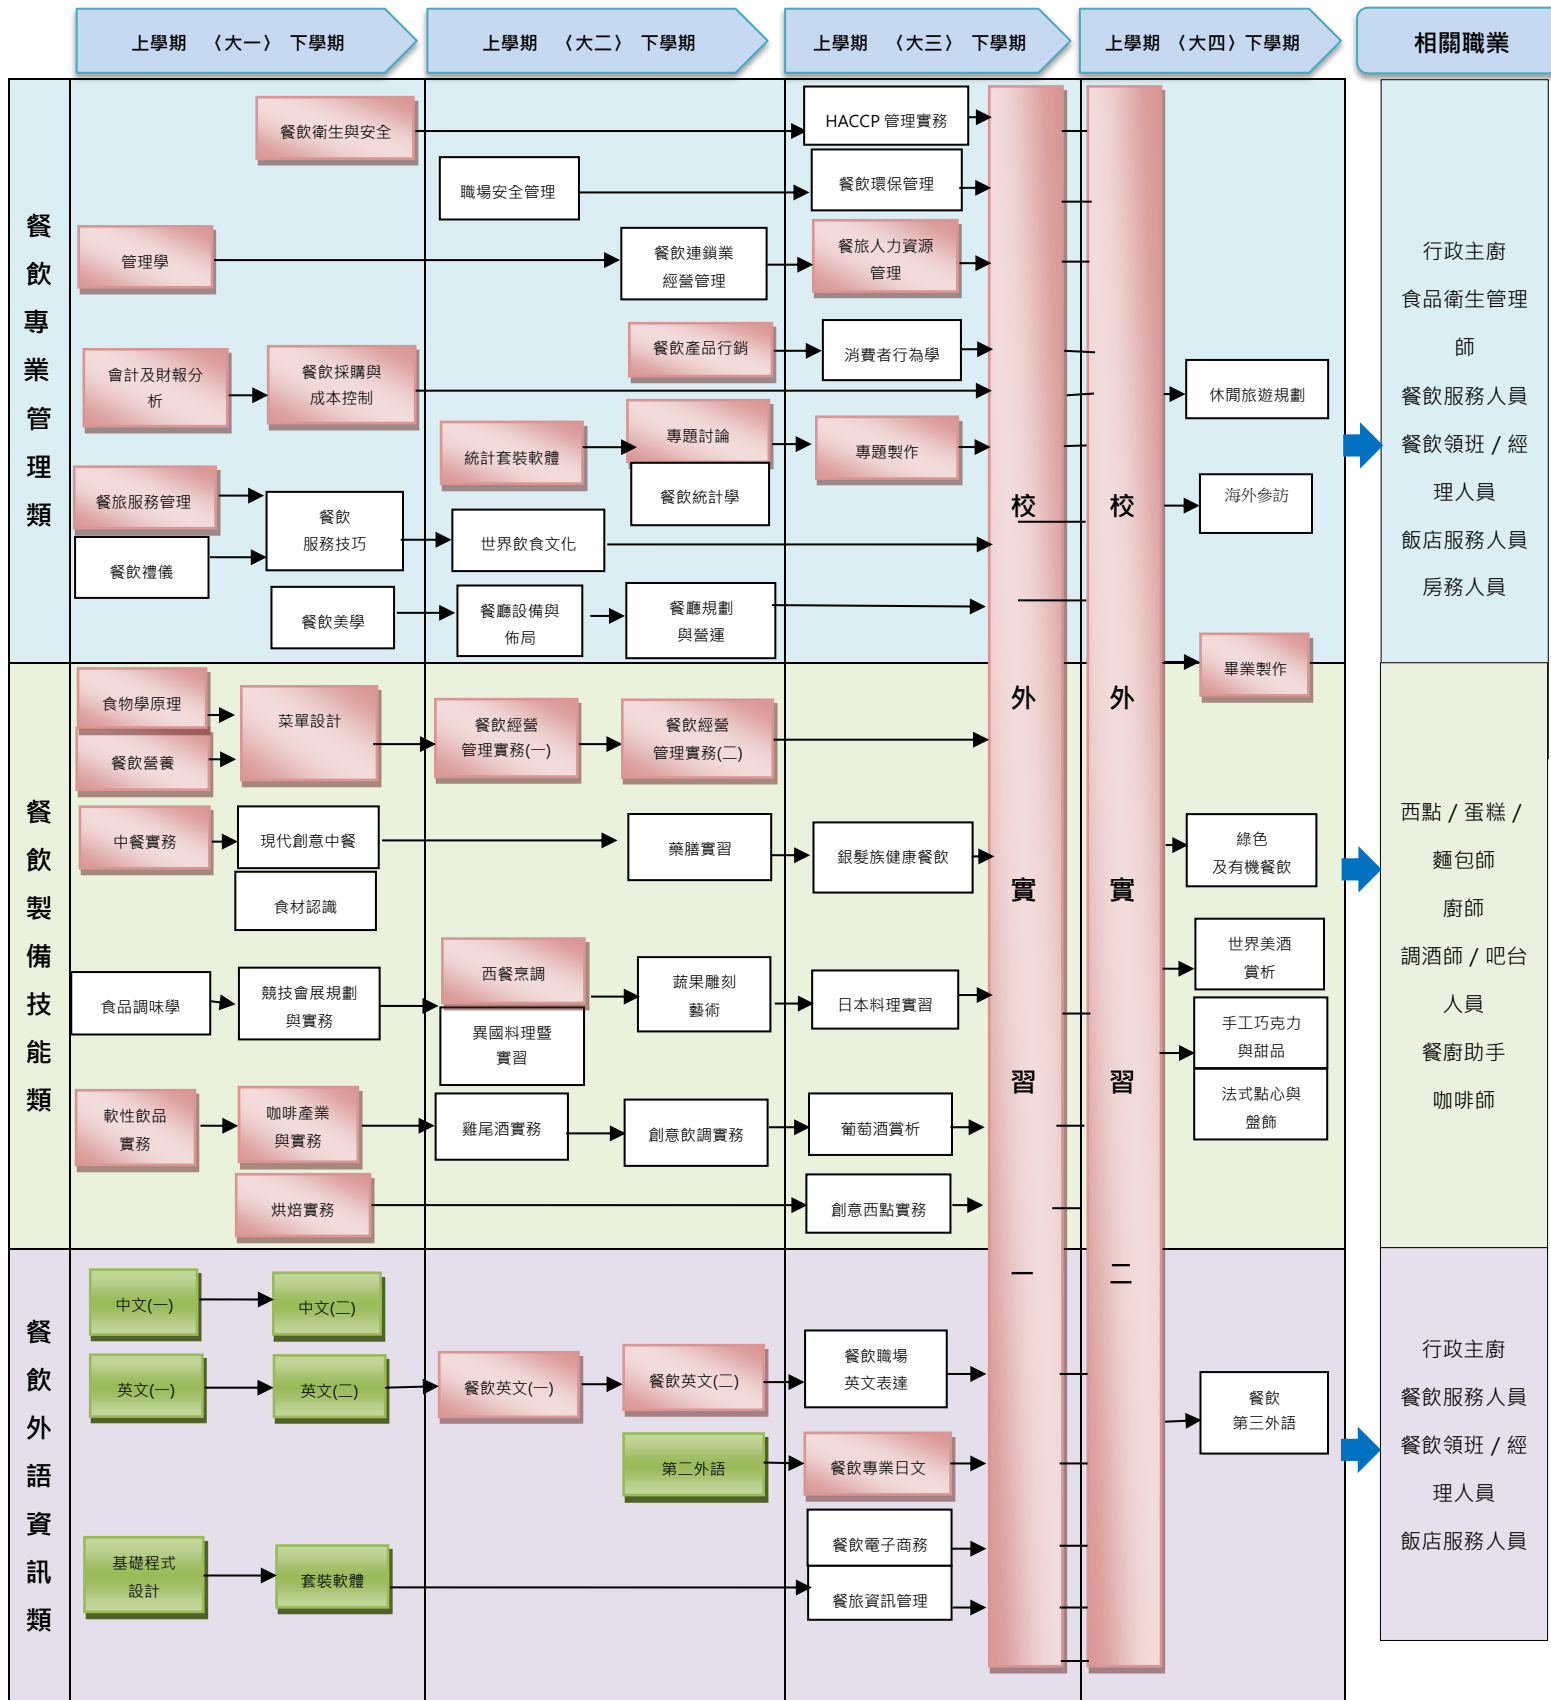 上學期 〈大一〉 下學期
上學期 〈大二〉 下學期
上學期 〈大三〉 下學期
上學期 〈大四〉下學期
相關職業
餐飲專業管理類
餐飲衛生與安全
HACCP 管理實務
職場安全管理
餐飲環保管理
管理學
餐飲連鎖業
經營管理
餐旅人力資源
管理
餐飲產品行銷
消費者行為學
會計及財報分
析
餐飲採購與
成本控制
休閒旅遊規劃
統計套裝軟體
專題討論
專題製作
餐飲統計學
餐旅服務管理
餐飲禮儀
餐飲
服務技巧
世界飲食文化
海外參訪
餐飲美學
餐廳設備與
佈局
餐廳規劃
與營運
畢業製作
校外實習一
校外實習二
行政主廚
食品衛生管理
師
餐飲服務人員
餐飲領班 / 經
理人員
飯店服務人員
房務人員
餐飲製備技能類
食物學原理
餐飲營養
菜單設計
餐飲經營
管理實務(一)
餐飲經營
管理實務(二)
中餐實務
現代創意中餐
食材認識
藥膳實習
銀髮族健康餐飲
綠色
及有機餐飲
食品調味學
競技會展規劃
與實務
西餐烹調
異國料理暨
實習
蔬果雕刻
藝術
日本料理實習
世界美酒
賞析
手工巧克力
與甜品
法式點心與
盤飾
軟性飲品
實務
咖啡產業
與實務
雞尾酒實務
創意飲調實務
葡萄酒賞析
烘焙實務
創意西點實務
西點 / 蛋糕 /
麵包師
廚師
調酒師 / 吧台
人員
餐廚助手
咖啡師
餐飲外語資訊類
中文(一)
中文(二)
英文(一)
英文(二)
餐飲英文(一)
餐飲英文(二)
餐飲職場
英文表達
餐飲
第三外語
第二外語
餐飲專業日文
基礎程式
設計
套裝軟體
餐飲電子商務
餐旅資訊管理
行政主廚
餐飲服務人員
餐飲領班 / 經
理人員
飯店服務人員